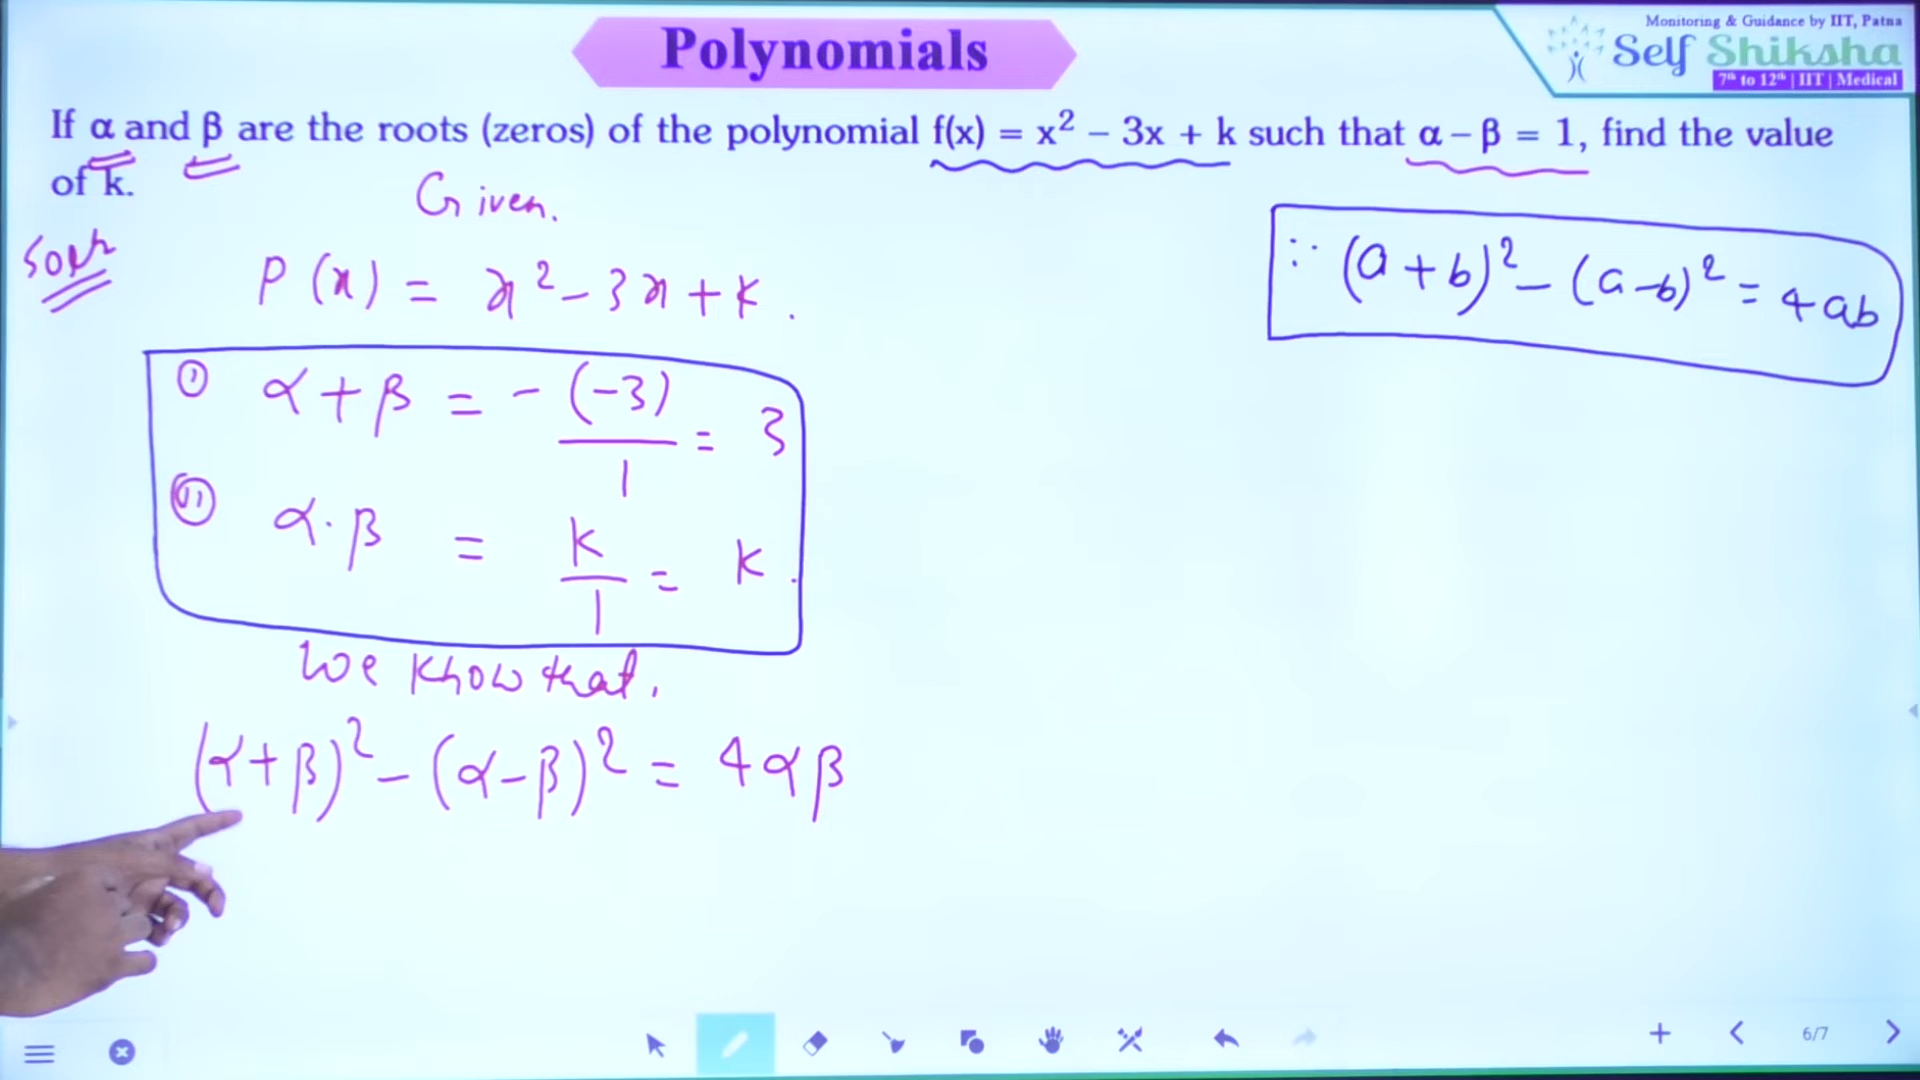 Polynomials
Monitoring & Guidance by IIT, Patna
Self Shiksha
7th to 12th | IIT | Medical
If α and β are the roots (zeros) of the polynomial f(x) = x² − 3x + k such that α − β = 1, find the value
of k.
Given.
Soln
P(x) = x² − 3x + k.
∵ (a + b)² − (a − b)² = 4ab
(i) α + β = −(−3)/1 = 3
(ii) α·β = k/1 = k.
We know that,
(α+β)² − (α−β)² = 4αβ
6/7